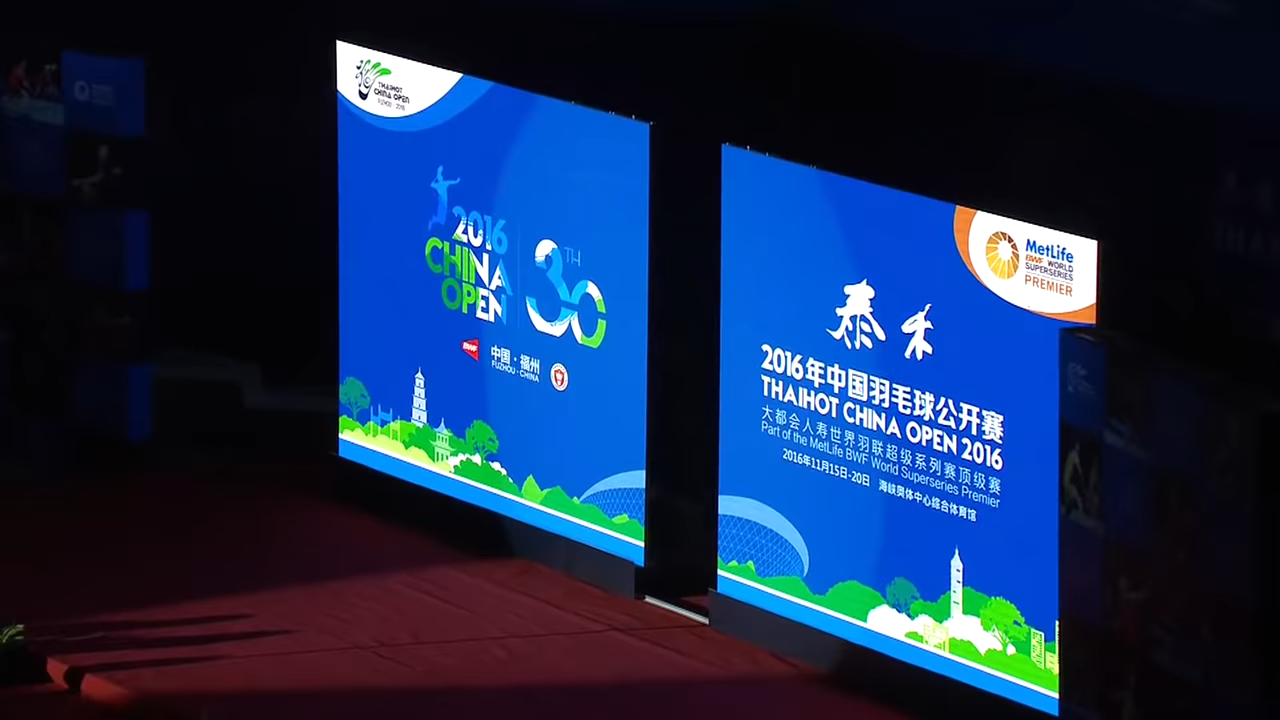 THAIHOT
CHINA OPEN
FUZHOU · 2016
2016
CHINA
OPEN
30TH
BWF
中国·福州
FUZHOU·CHINA
MetLife
BWF WORLD
SUPERSERIES
PREMIER
泰禾
2016年中国羽毛球公开赛
THAIHOT CHINA OPEN 2016
大都会人寿世界羽联超级系列赛顶级赛
Part of the MetLife BWF World Superseries Premier
2016年11月15日-20日 海峡奥体中心综合体育馆